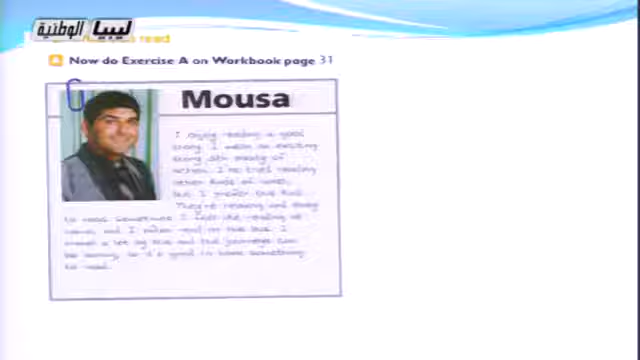 ليبيا الوطنية
read
A Now do Exercise A on Workbook page 31
Mousa
I enjoy reading a good
story. I mean an exciting
story with plenty of
action. I've tried reading
other kinds of
but I prefer this kind.
They're relaxing and easy
to read. Sometimes I feel like reading at
home, and I often read on the bus. I
travel a lot by bus and the journeys can
be boring, so it's good to have something
to read.